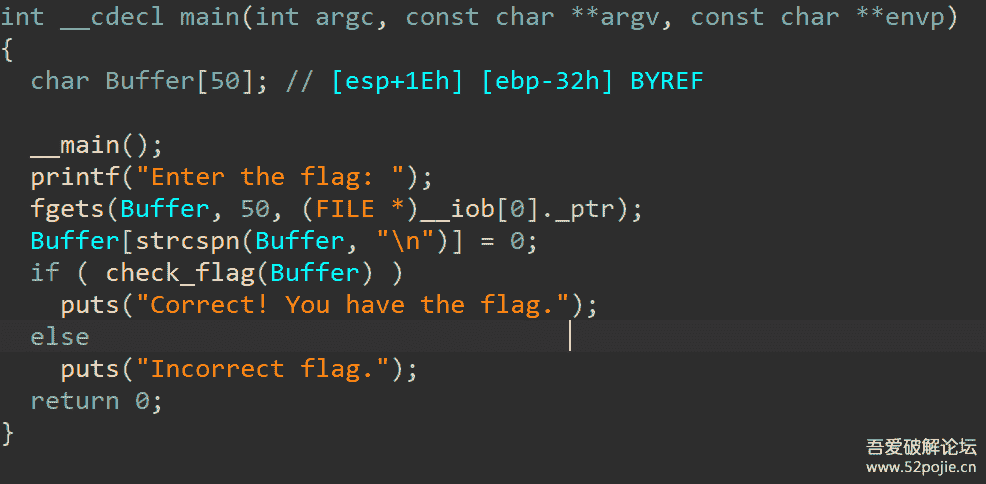 int __cdecl main(int argc, const char **argv, const char **envp)
{
  char Buffer[50]; // [esp+1Eh] [ebp-32h] BYREF

  __main();
  printf("Enter the flag: ");
  fgets(Buffer, 50, (FILE *)__iob[0]._ptr);
  Buffer[strcspn(Buffer, "\n")] = 0;
  if ( check_flag(Buffer) )
    puts("Correct! You have the flag.");
  else
    puts("Incorrect flag.");
  return 0;
}
吾爱破解论坛
www.52pojie.cn